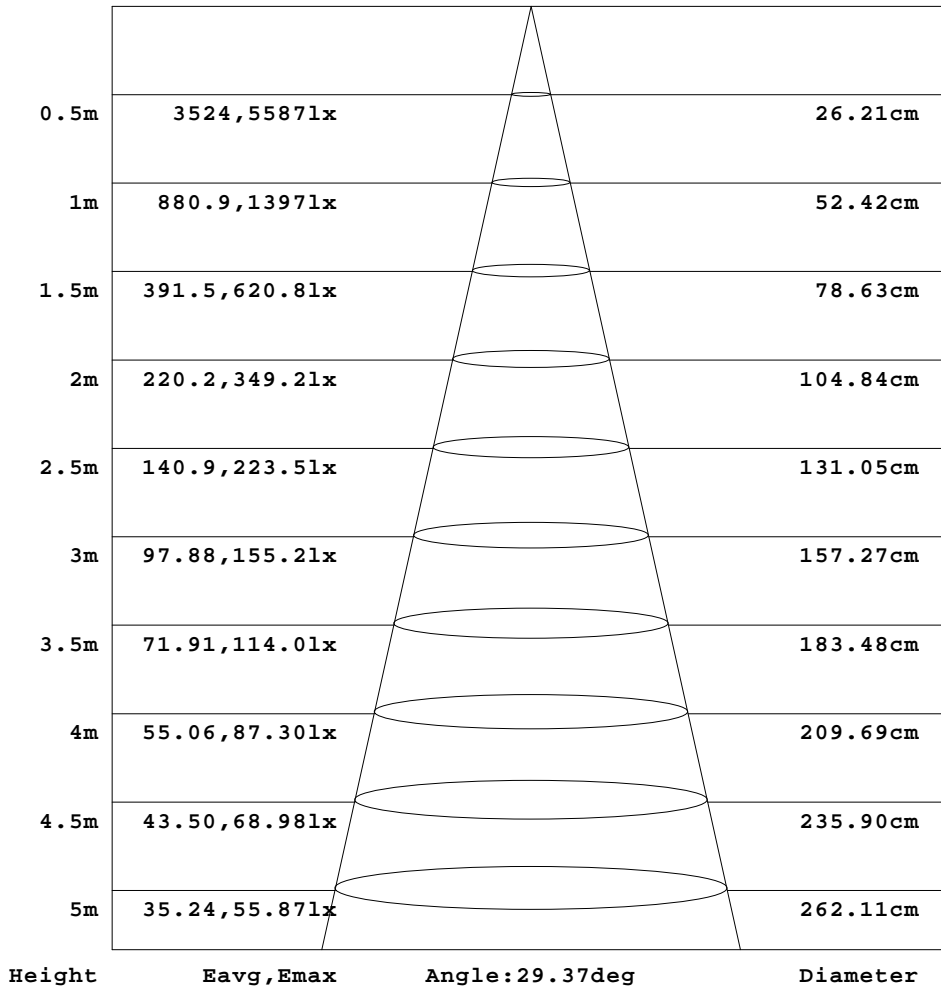 0.5m 3524,5587lx 26.21cm
1m 880.9,1397lx 52.42cm
1.5m 391.5,620.8lx 78.63cm
2m 220.2,349.2lx 104.84cm
2.5m 140.9,223.5lx 131.05cm
3m 97.88,155.2lx 157.27cm
3.5m 71.91,114.0lx 183.48cm
4m 55.06,87.30lx 209.69cm
4.5m 43.50,68.98lx 235.90cm
5m 35.24,55.87lx 262.11cm
Height Eavg,Emax Angle:29.37deg Diameter